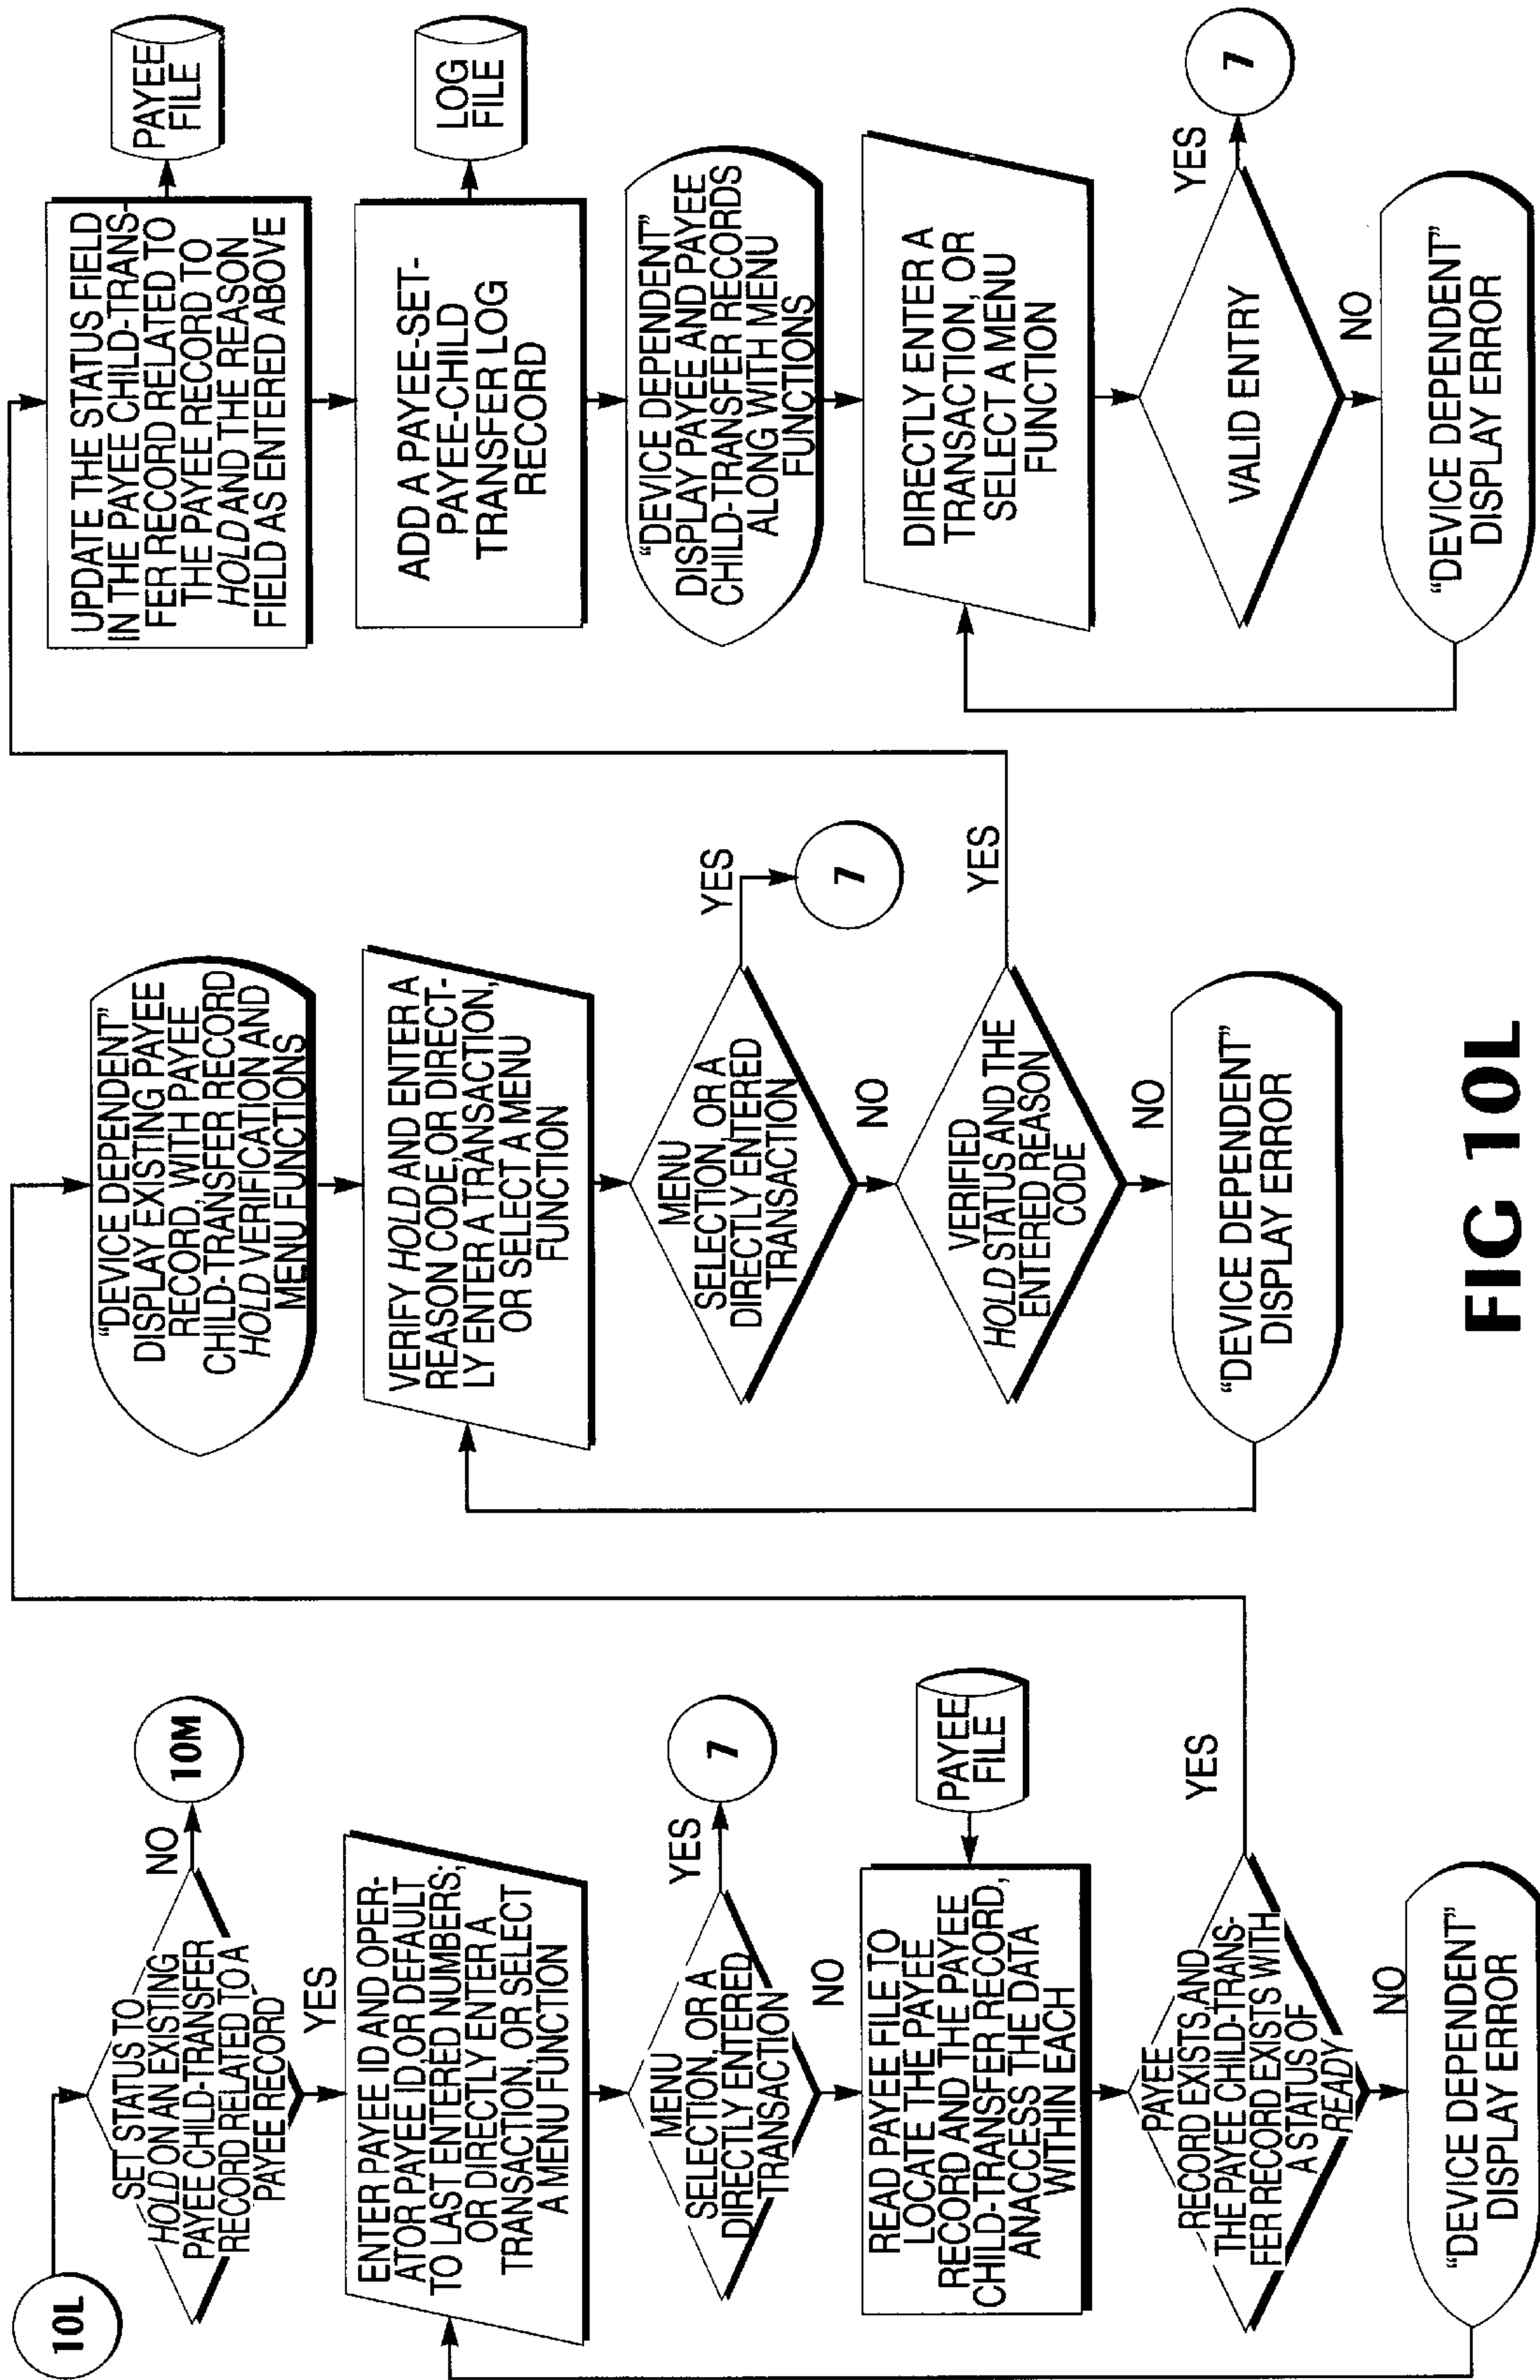 10L
SET STATUS TO
HOLD ON AN EXISTING
PAYEE CHILD-TRANSFER
RECORD RELATED TO A
PAYEE RECORD
NO
10M
YES
ENTER PAYEE ID AND OPER-
ATOR PAYEE ID OR DEFAULT
TO LAST ENTERED NUMBERS;
OR DIRECTLY ENTER A
TRANSACTION, OR SELECT
A MENU FUNCTION
MENU
SELECTION, OR A
DIRECTLY ENTERED
TRANSACTION
YES
7
NO
READ PAYEE FILE TO
LOCATE THE PAYEE
RECORD AND THE PAYEE
CHILD-TRANSFER RECORD,
ANACCESS THE DATA
WITHIN EACH
PAYEE
FILE
PAYEE
RECORD EXISTS AND
THE PAYEE CHILD-TRANS-
FER RECORD EXISTS WITH
A STATUS OF
READY
YES
NO
“DEVICE DEPENDENT”
DISPLAY ERROR
“DEVICE DEPENDENT”
DISPLAY EXISTING PAYEE
RECORD, WITH PAYEE
CHILD-TRANSFER RECORD
HOLD VERIFICATION AND
MENU FUNCTIONS
VERIFY HOLD AND ENTER A
REASON CODE, OR DIRECT-
LY ENTER A TRANSACTION,
OR SELECT A MENU
FUNCTION
MENU
SELECTION, OR A
DIRECTLY ENTERED
TRANSACTION
YES
7
NO
VERIFIED
HOLD STATUS AND THE
ENTERED REASON
CODE
YES
NO
“DEVICE DEPENDENT”
DISPLAY ERROR
UPDATE THE STATUS FIELD
IN THE PAYEE CHILD-TRANS-
FER RECORD RELATED TO
THE PAYEE RECORD TO
HOLD AND THE REASON
FIELD AS ENTERED ABOVE
PAYEE
FILE
ADD A PAYEE-SET-
PAYEE-CHILD
TRANSFER LOG
RECORD
LOG
FILE
“DEVICE DEPENDENT”
DISPLAY PAYEE AND PAYEE
CHILD-TRANSFER RECORDS
ALONG WITH MENU
FUNCTIONS
DIRECTLY ENTER A
TRANSACTION, OR
SELECT A MENU
FUNCTION
VALID ENTRY
YES
7
NO
“DEVICE DEPENDENT”
DISPLAY ERROR
FIG 10L